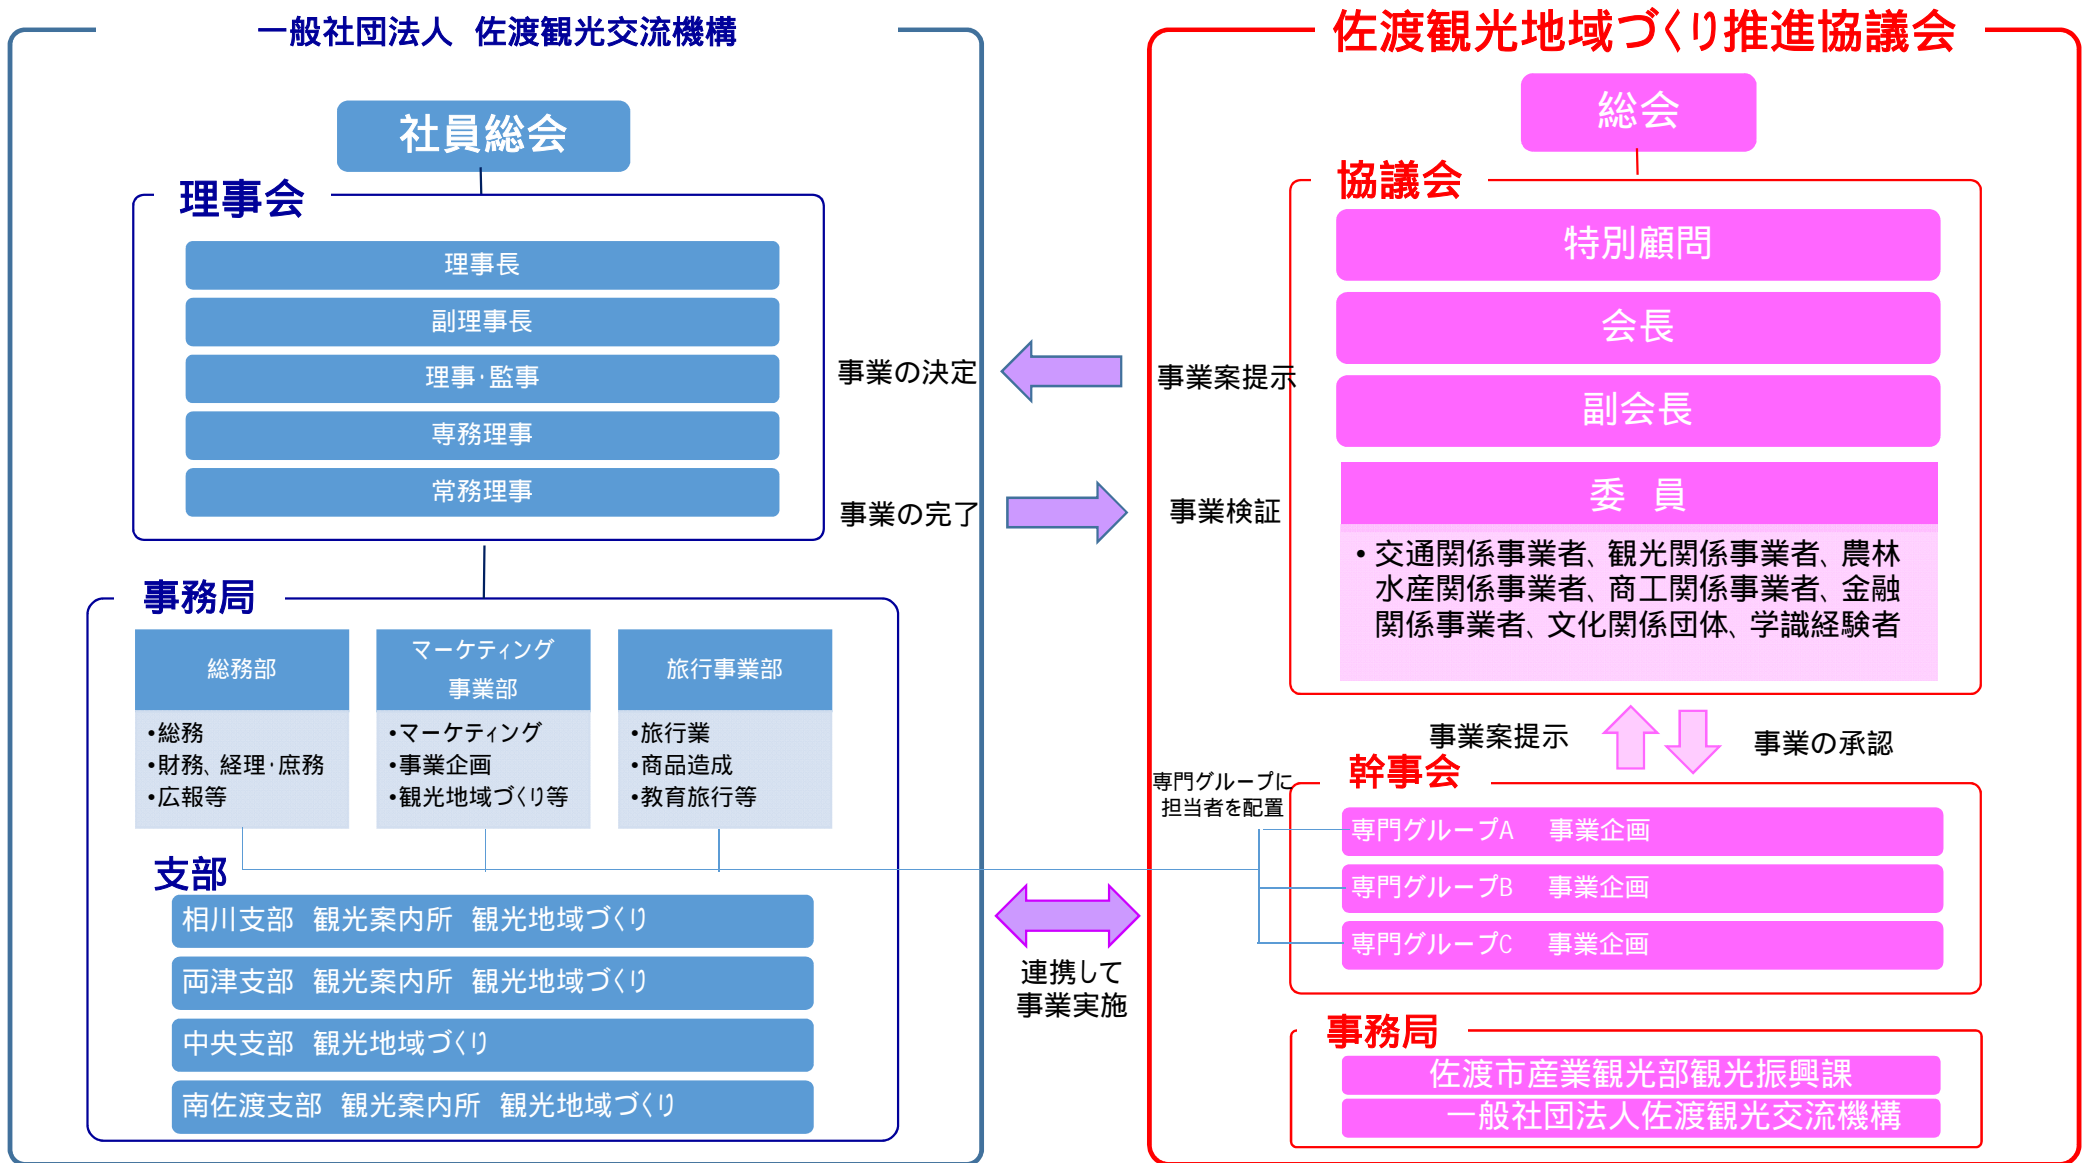 一般社団法人　佐渡観光交流機構
社員総会
理事会
理事長
副理事長
理事・監事
専務理事
常務理事
事務局
総務部
・総務
・財務、経理・庶務
・広報等
マーケティング
事業部
・マーケティング
・事業企画
・観光地域づくり等
旅行事業部
・旅行業
・商品造成
・教育旅行等
支部
相川支部　観光案内所　観光地域づくり
両津支部　観光案内所　観光地域づくり
中央支部　観光地域づくり
南佐渡支部　観光案内所　観光地域づくり
事業の決定
事業案提示
事業の完了
事業検証
連携して
事業実施
佐渡観光地域づくり推進協議会
総会
協議会
特別顧問
会長
副会長
委　員
・交通関係事業者、観光関係事業者、農林
水産関係事業者、商工関係事業者、金融
関係事業者、文化関係団体、学識経験者
事業案提示
事業の承認
専門グループに
担当者を配置
幹事会
専門グループA　事業企画
専門グループB　事業企画
専門グループC　事業企画
事務局
佐渡市産業観光部観光振興課
一般社団法人佐渡観光交流機構